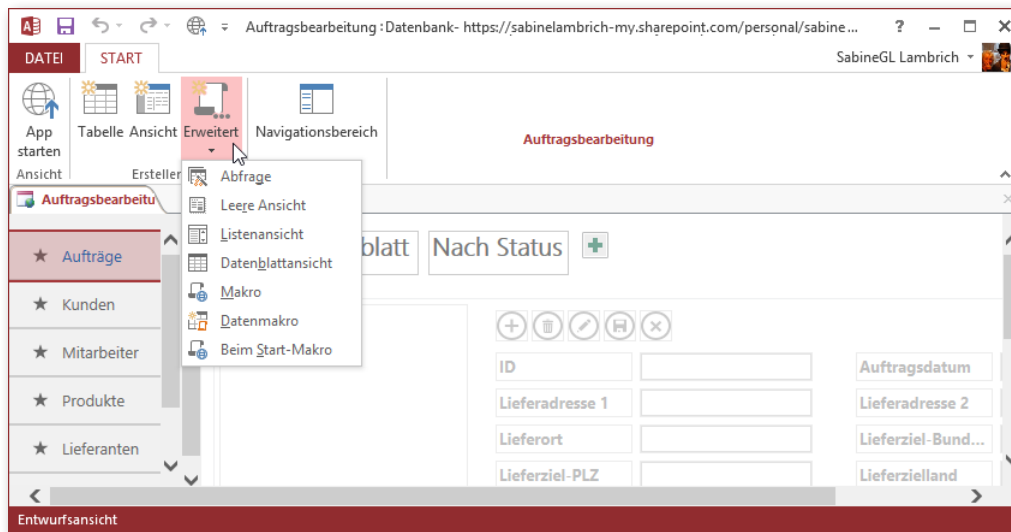 Auftragsbearbeitung : Datenbank- https://sabinelambrich-my.sharepoint.com/personal/sabine ...
DATEI START SabineGL Lambrich
App starten
Tabelle Ansicht Erweitert Navigationsbereich
Auftragsbearbeitung
Ansicht Ersteller
Auftragsbearbeitu
Abfrage
Leere Ansicht
Listenansicht
Datenblattansicht
Makro
Datenmakro
Beim Start-Makro
Aufträge
Kunden
Mitarbeiter
Produkte
Lieferanten
blatt Nach Status
ID Auftragsdatum
Lieferadresse 1 Lieferadresse 2
Lieferort Lieferziel-Bund...
Lieferziel-PLZ Lieferzielland
Entwurfsansicht